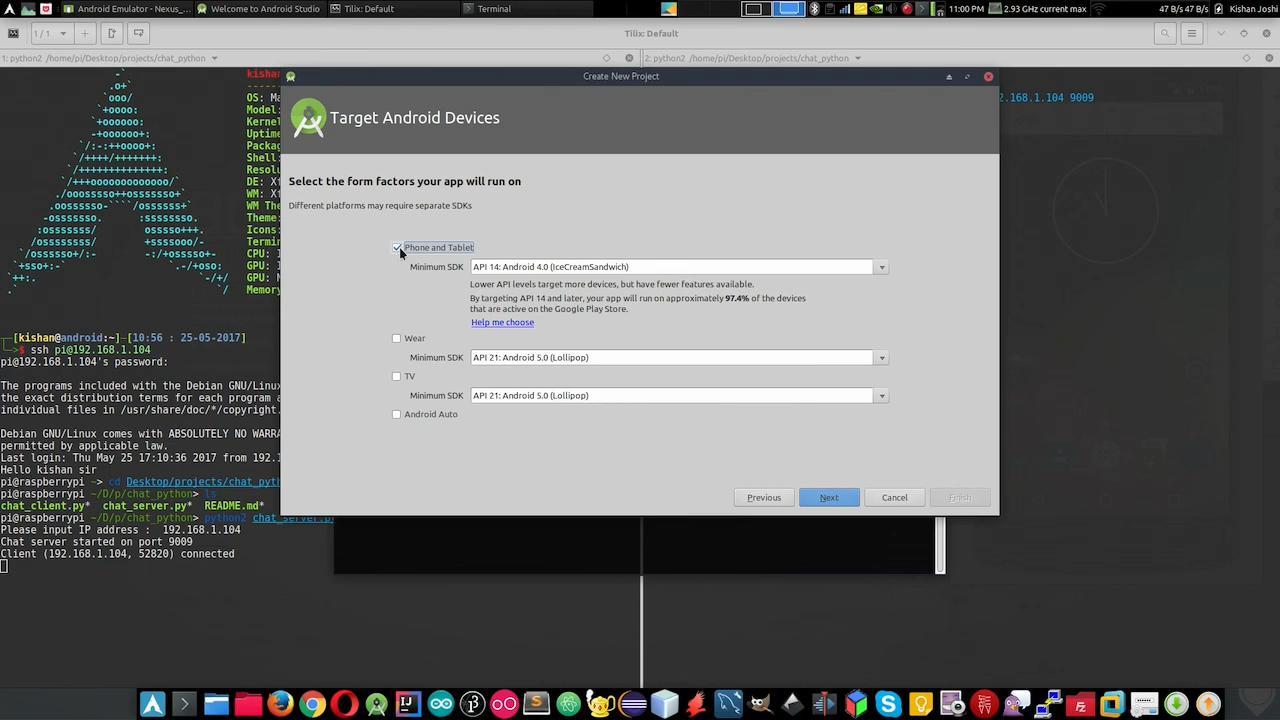 Android Emulator - Nexus_...
Welcome to Android Studio
Tilix: Default
Terminal
11:00 PM
2.93 GHz current max
47 B/s 47 B/s
Kishan Joshi
1 / 1
Tilix: Default
1: python2 /home/pi/Desktop/projects/chat_python
2: python2 /home/pi/Desktop/projects/chat_python
Create New Project
Target Android Devices
Select the form factors your app will run on
Different platforms may require separate SDKs
Phone and Tablet
Minimum SDK
API 14: Android 4.0 (IceCreamSandwich)
Lower API levels target more devices, but have fewer features available.
By targeting API 14 and later, your app will run on approximately 97.4% of the devices
that are active on the Google Play Store.
Help me choose
Wear
Minimum SDK
API 21: Android 5.0 (Lollipop)
TV
Minimum SDK
API 21: Android 5.0 (Lollipop)
Android Auto
Previous
Next
Cancel
Finish
kisha
OS: Ma
Model:
Kerne
Uptime
Packag
Shell:
Resolu
DE: Xf
WM: Xf
WM The
Theme:
Icons:
Termin
CPU: I
GPU: I
GPU: N
Memory
2.168.1.104 9009
[kishan@android:~]-[10:56 : 25-05-2017]
ssh pi@192.168.1.104
pi@192.168.1.104's password:
The programs included with the Debian GNU/Linux
the exact distribution terms for each program a
individual files in /usr/share/doc/*/copyright.
Debian GNU/Linux comes with ABSOLUTELY NO WARRA
permitted by applicable law.
Last login: Thu May 25 17:10:36 2017 from 192.1
Hello kishan sir
pi@raspberrypi ~> cd Desktop/projects/chat_pyth
pi@raspberrypi ~/D/p/chat_python> ls
chat_client.py* chat_server.py* README.md*
pi@raspberrypi ~/D/p/chat_python> python2 chat_server.py
Please input IP address : 192.168.1.104
Chat server started on port 9009
Client (192.168.1.104, 52820) connected